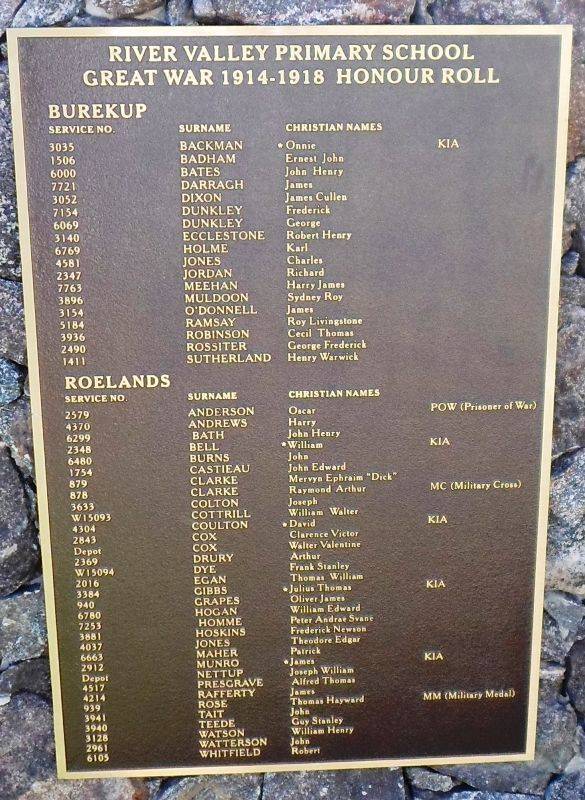 RIVER VALLEY PRIMARY SCHOOL
GREAT WAR 1914-1918 HONOUR ROLL
BUREKUP
SERVICE NO. SURNAME CHRISTIAN NAMES
3035 BACKMAN * Onnie KIA
1506 BADHAM Ernest John
6000 BATES John Henry
7721 DARRAGH James
3052 DIXON James Cullen
7154 DUNKLEY Frederick
6069 DUNKLEY George
3140 ECCLESTONE Robert Henry
6769 HOLME Karl
4581 JONES Charles
2347 JORDAN Richard
7763 MEEHAN Harry James
3896 MULDOON Sydney Roy
3154 O'DONNELL James
5184 RAMSAY Roy Livingstone
3936 ROBINSON Cecil Thomas
2490 ROSSITER George Frederick
1411 SUTHERLAND Henry Warwick
ROELANDS
SERVICE NO. SURNAME CHRISTIAN NAMES
2579 ANDERSON Oscar POW (Prisoner of War)
4370 ANDREWS Harry
6299 BATH John Henry
2348 BELL * William KIA
6480 BURNS John
1754 CASTIEAU John Edward
879 CLARKE Mervyn Ephraim "Dick"
878 CLARKE Raymond Arthur MC (Military Cross)
3633 COLTON Joseph
W15093 COTTRILL William Walter
4304 COULTON * David KIA
2843 COX Clarence Victor
Depot COX Walter Valentine
2369 DRURY Arthur
W15094 DYE Frank Stanley
2016 EGAN Thomas William
3384 GIBBS * Julius Thomas KIA
940 GRAPES Oliver James
6780 HOGAN William Edward
7253 HOMME Peter Andrae Svane
3881 HOSKINS Frederick Newson
4037 JONES Theodore Edgar
6663 MAHER Patrick
2912 MUNRO * James KIA
Depot NETTUP Joseph William
4517 PRESGRAVE Alfred Thomas
4214 RAFFERTY James
939 ROSE Thomas Hayward MM (Military Medal)
3941 TAIT John
3940 TEEDE Guy Stanley
3128 WATSON William Henry
2961 WATTERSON John
6105 WHITFIELD Robert